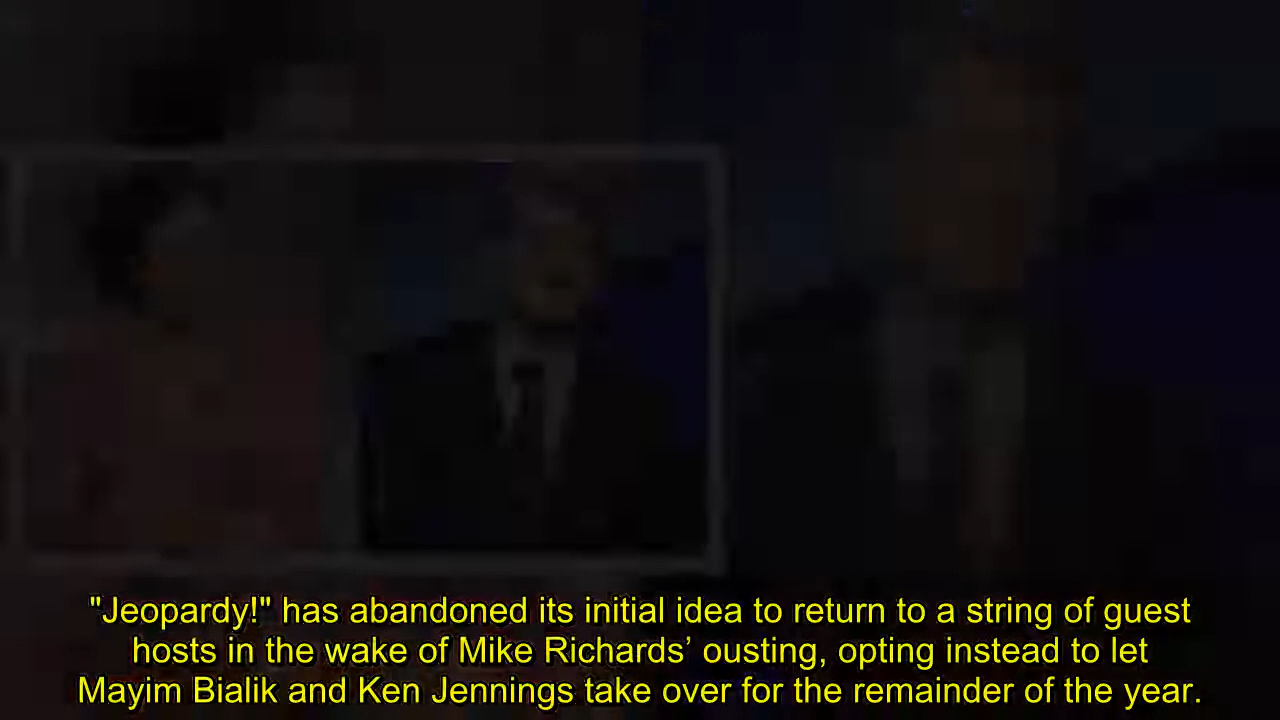 "Jeopardy!" has abandoned its initial idea to return to a string of guest
hosts in the wake of Mike Richards’ ousting, opting instead to let
Mayim Bialik and Ken Jennings take over for the remainder of the year.